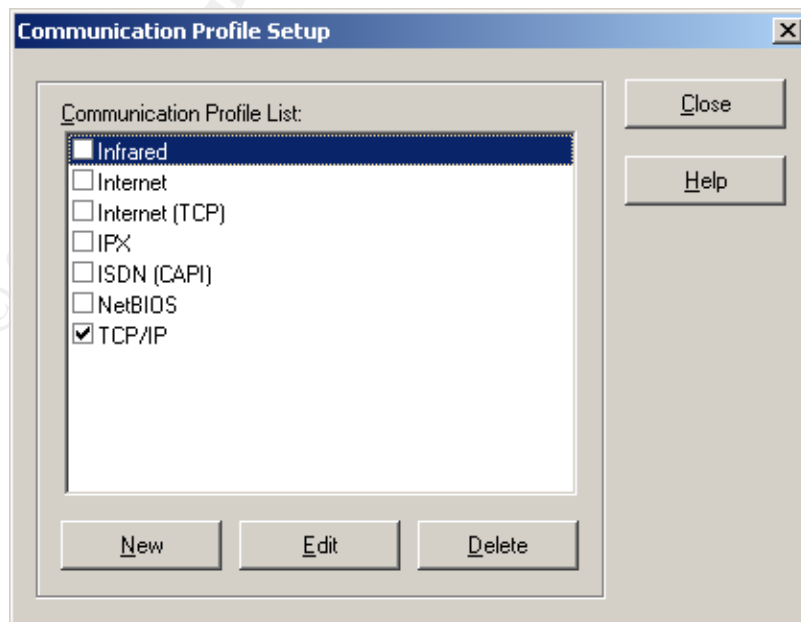 Communication Profile Setup
Communication Profile List:
Infrared
Internet
Internet (TCP)
IPX
ISDN (CAPI)
NetBIOS
TCP/IP
New
Edit
Delete
Close
Help